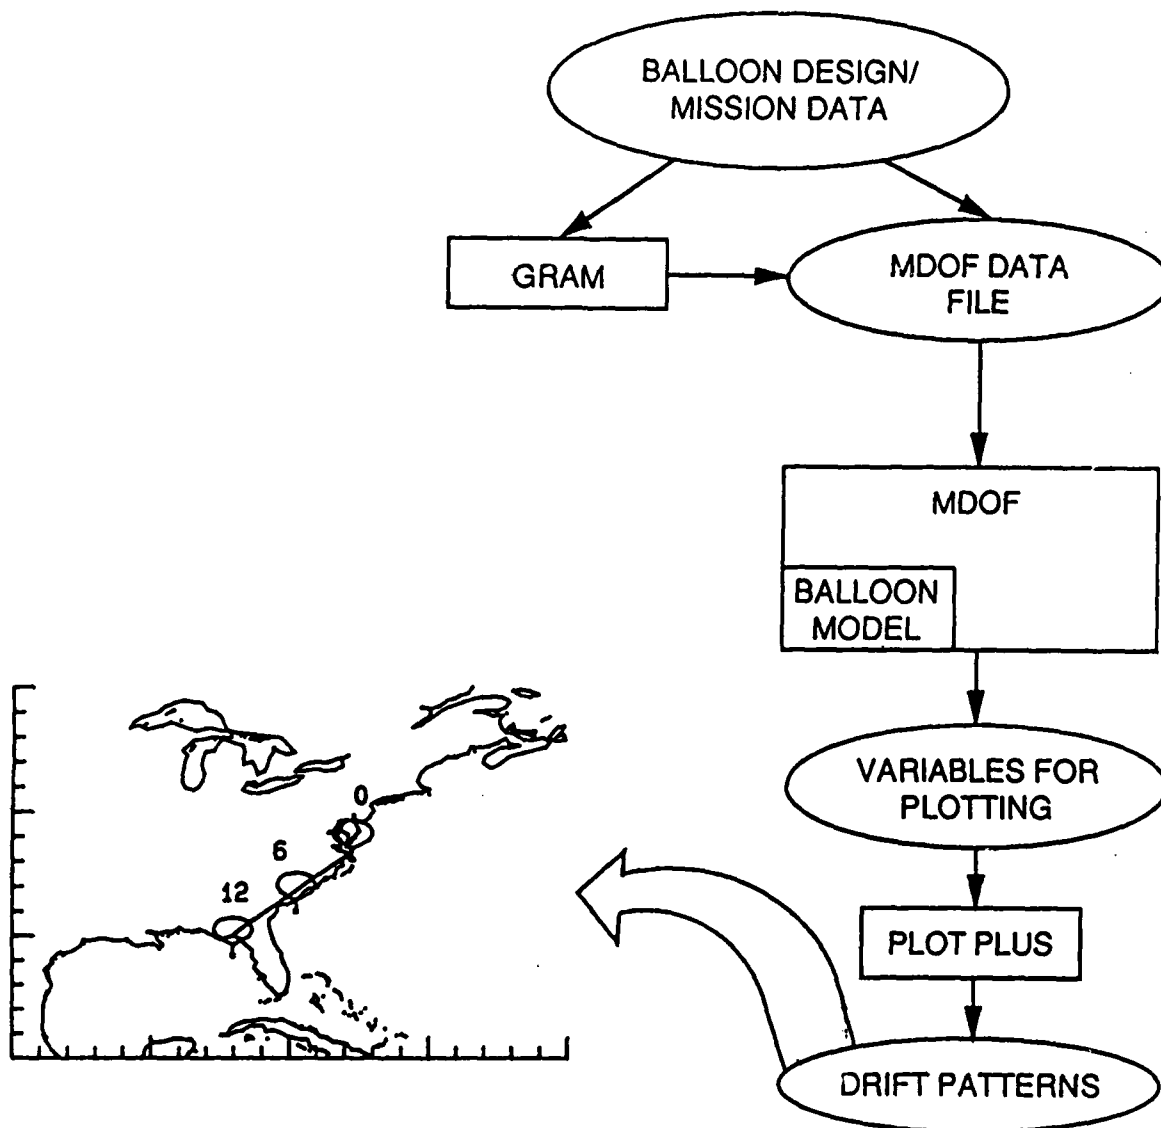 BALLOON DESIGN/
MISSION DATA
GRAM
MDOF DATA
FILE
MDOF
BALLOON
MODEL
VARIABLES FOR
PLOTTING
PLOT PLUS
DRIFT PATTERNS
0
6
12